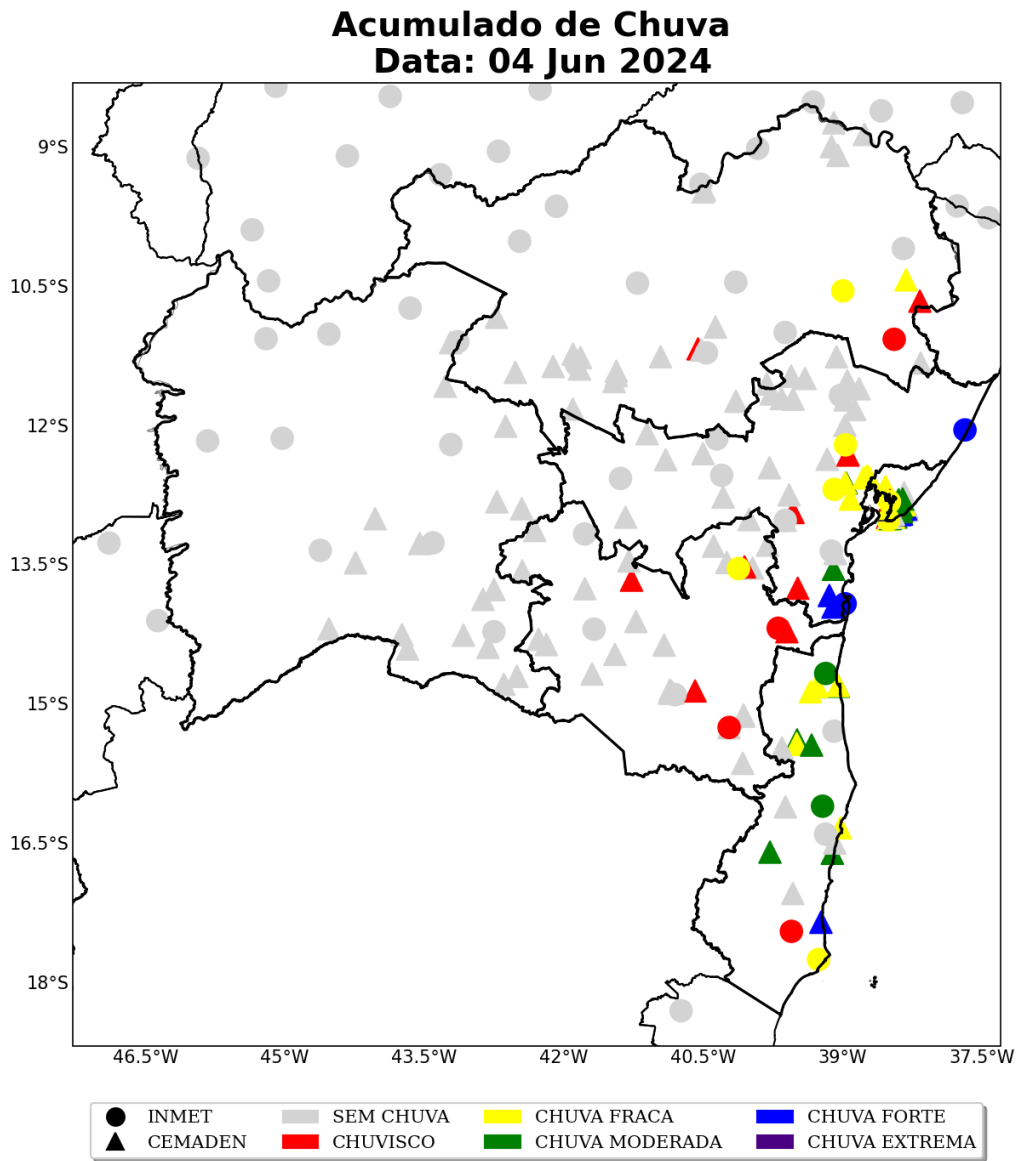 Acumulado de Chuva
Data: 04 Jun 2024
9°S
10.5°S
12°S
13.5°S
15°S
16.5°S
18°S
46.5°W 45°W 43.5°W 42°W 40.5°W 39°W 37.5°W
INMET SEM CHUVA CHUVA FRACA CHUVA FORTE
CEMADEN CHUVISCO CHUVA MODERADA CHUVA EXTREMA